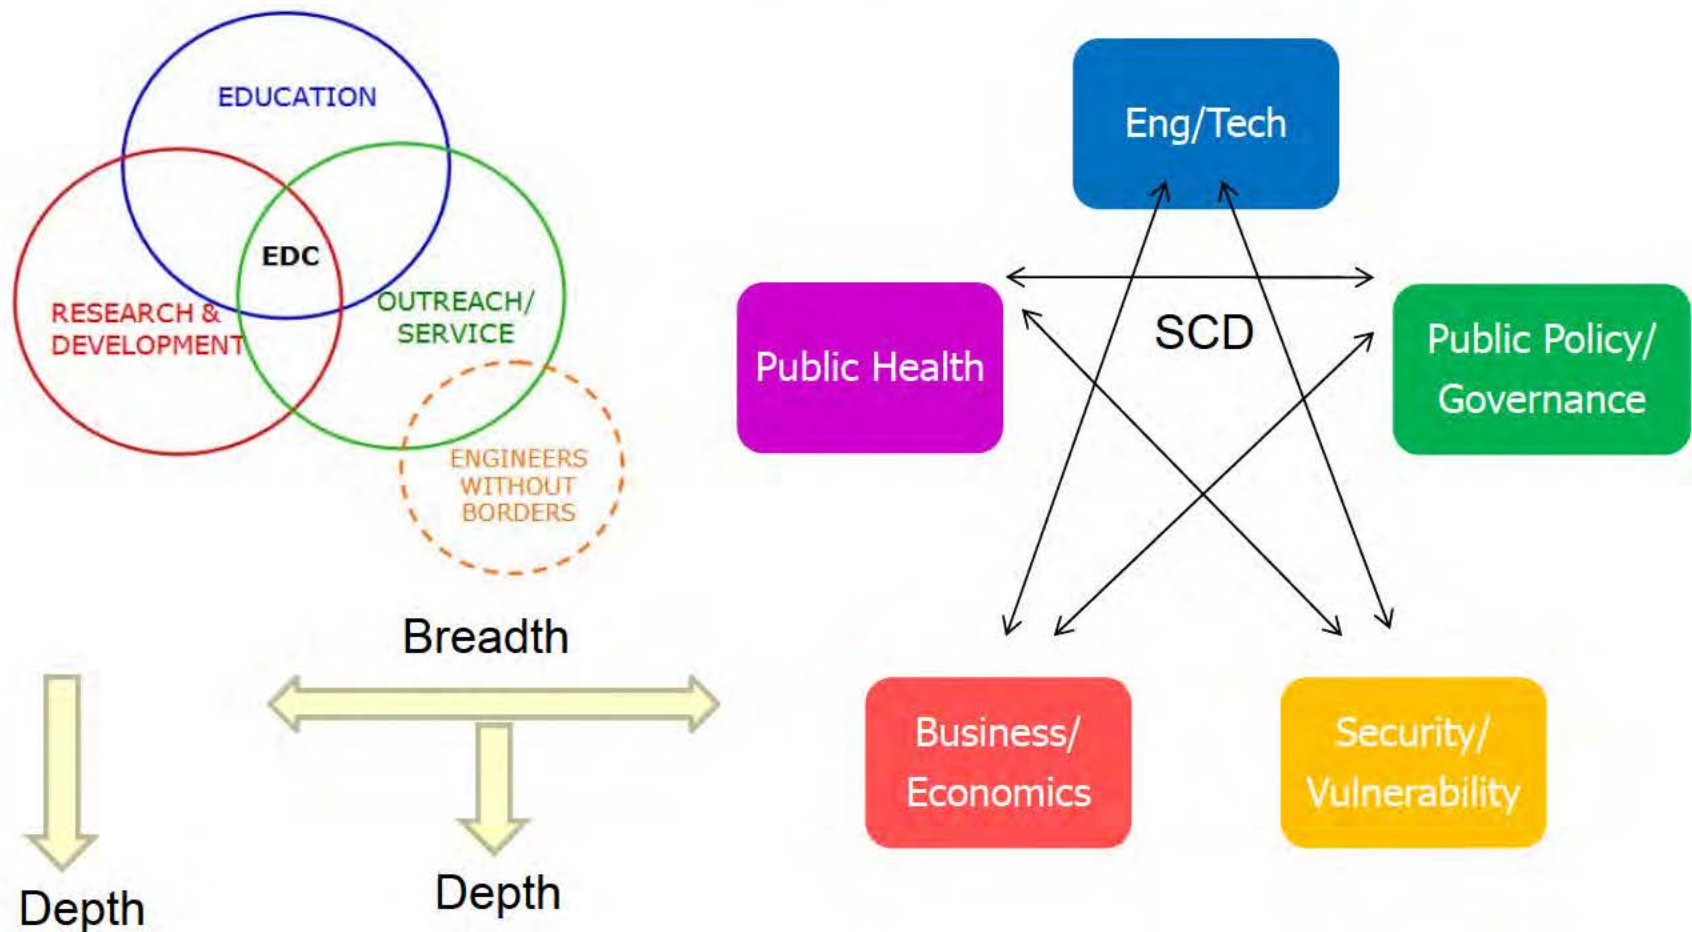 EDUCATION
EDC
RESEARCH &
DEVELOPMENT
OUTREACH/
SERVICE
ENGINEERS
WITHOUT
BORDERS
Breadth
Depth
Depth
Eng/Tech
Public Health
SCD
Public Policy/
Governance
Business/
Economics
Security/
Vulnerability